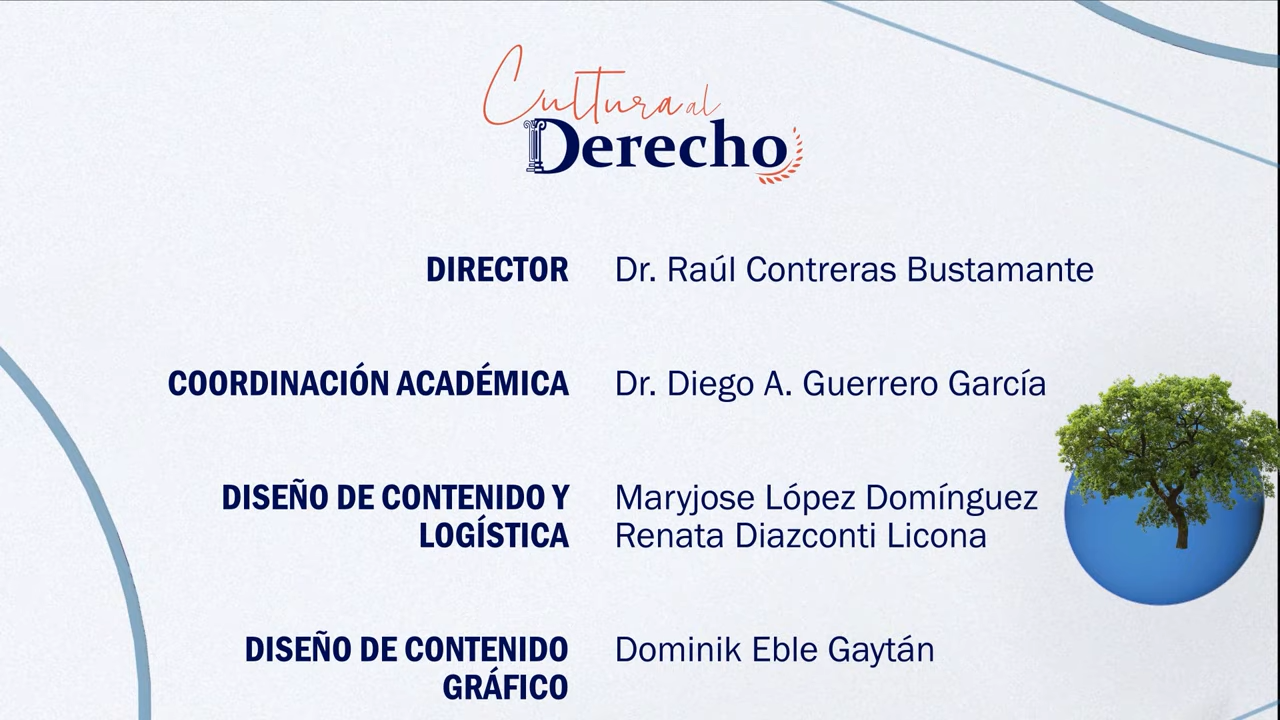 Cultura al
Derecho
DIRECTOR Dr. Raúl Contreras Bustamante
COORDINACIÓN ACADÉMICA Dr. Diego A. Guerrero García
DISEÑO DE CONTENIDO Y Maryjose López Domínguez
LOGÍSTICA Renata Diazconti Licona
DISEÑO DE CONTENIDO Dominik Eble Gaytán
GRÁFICO